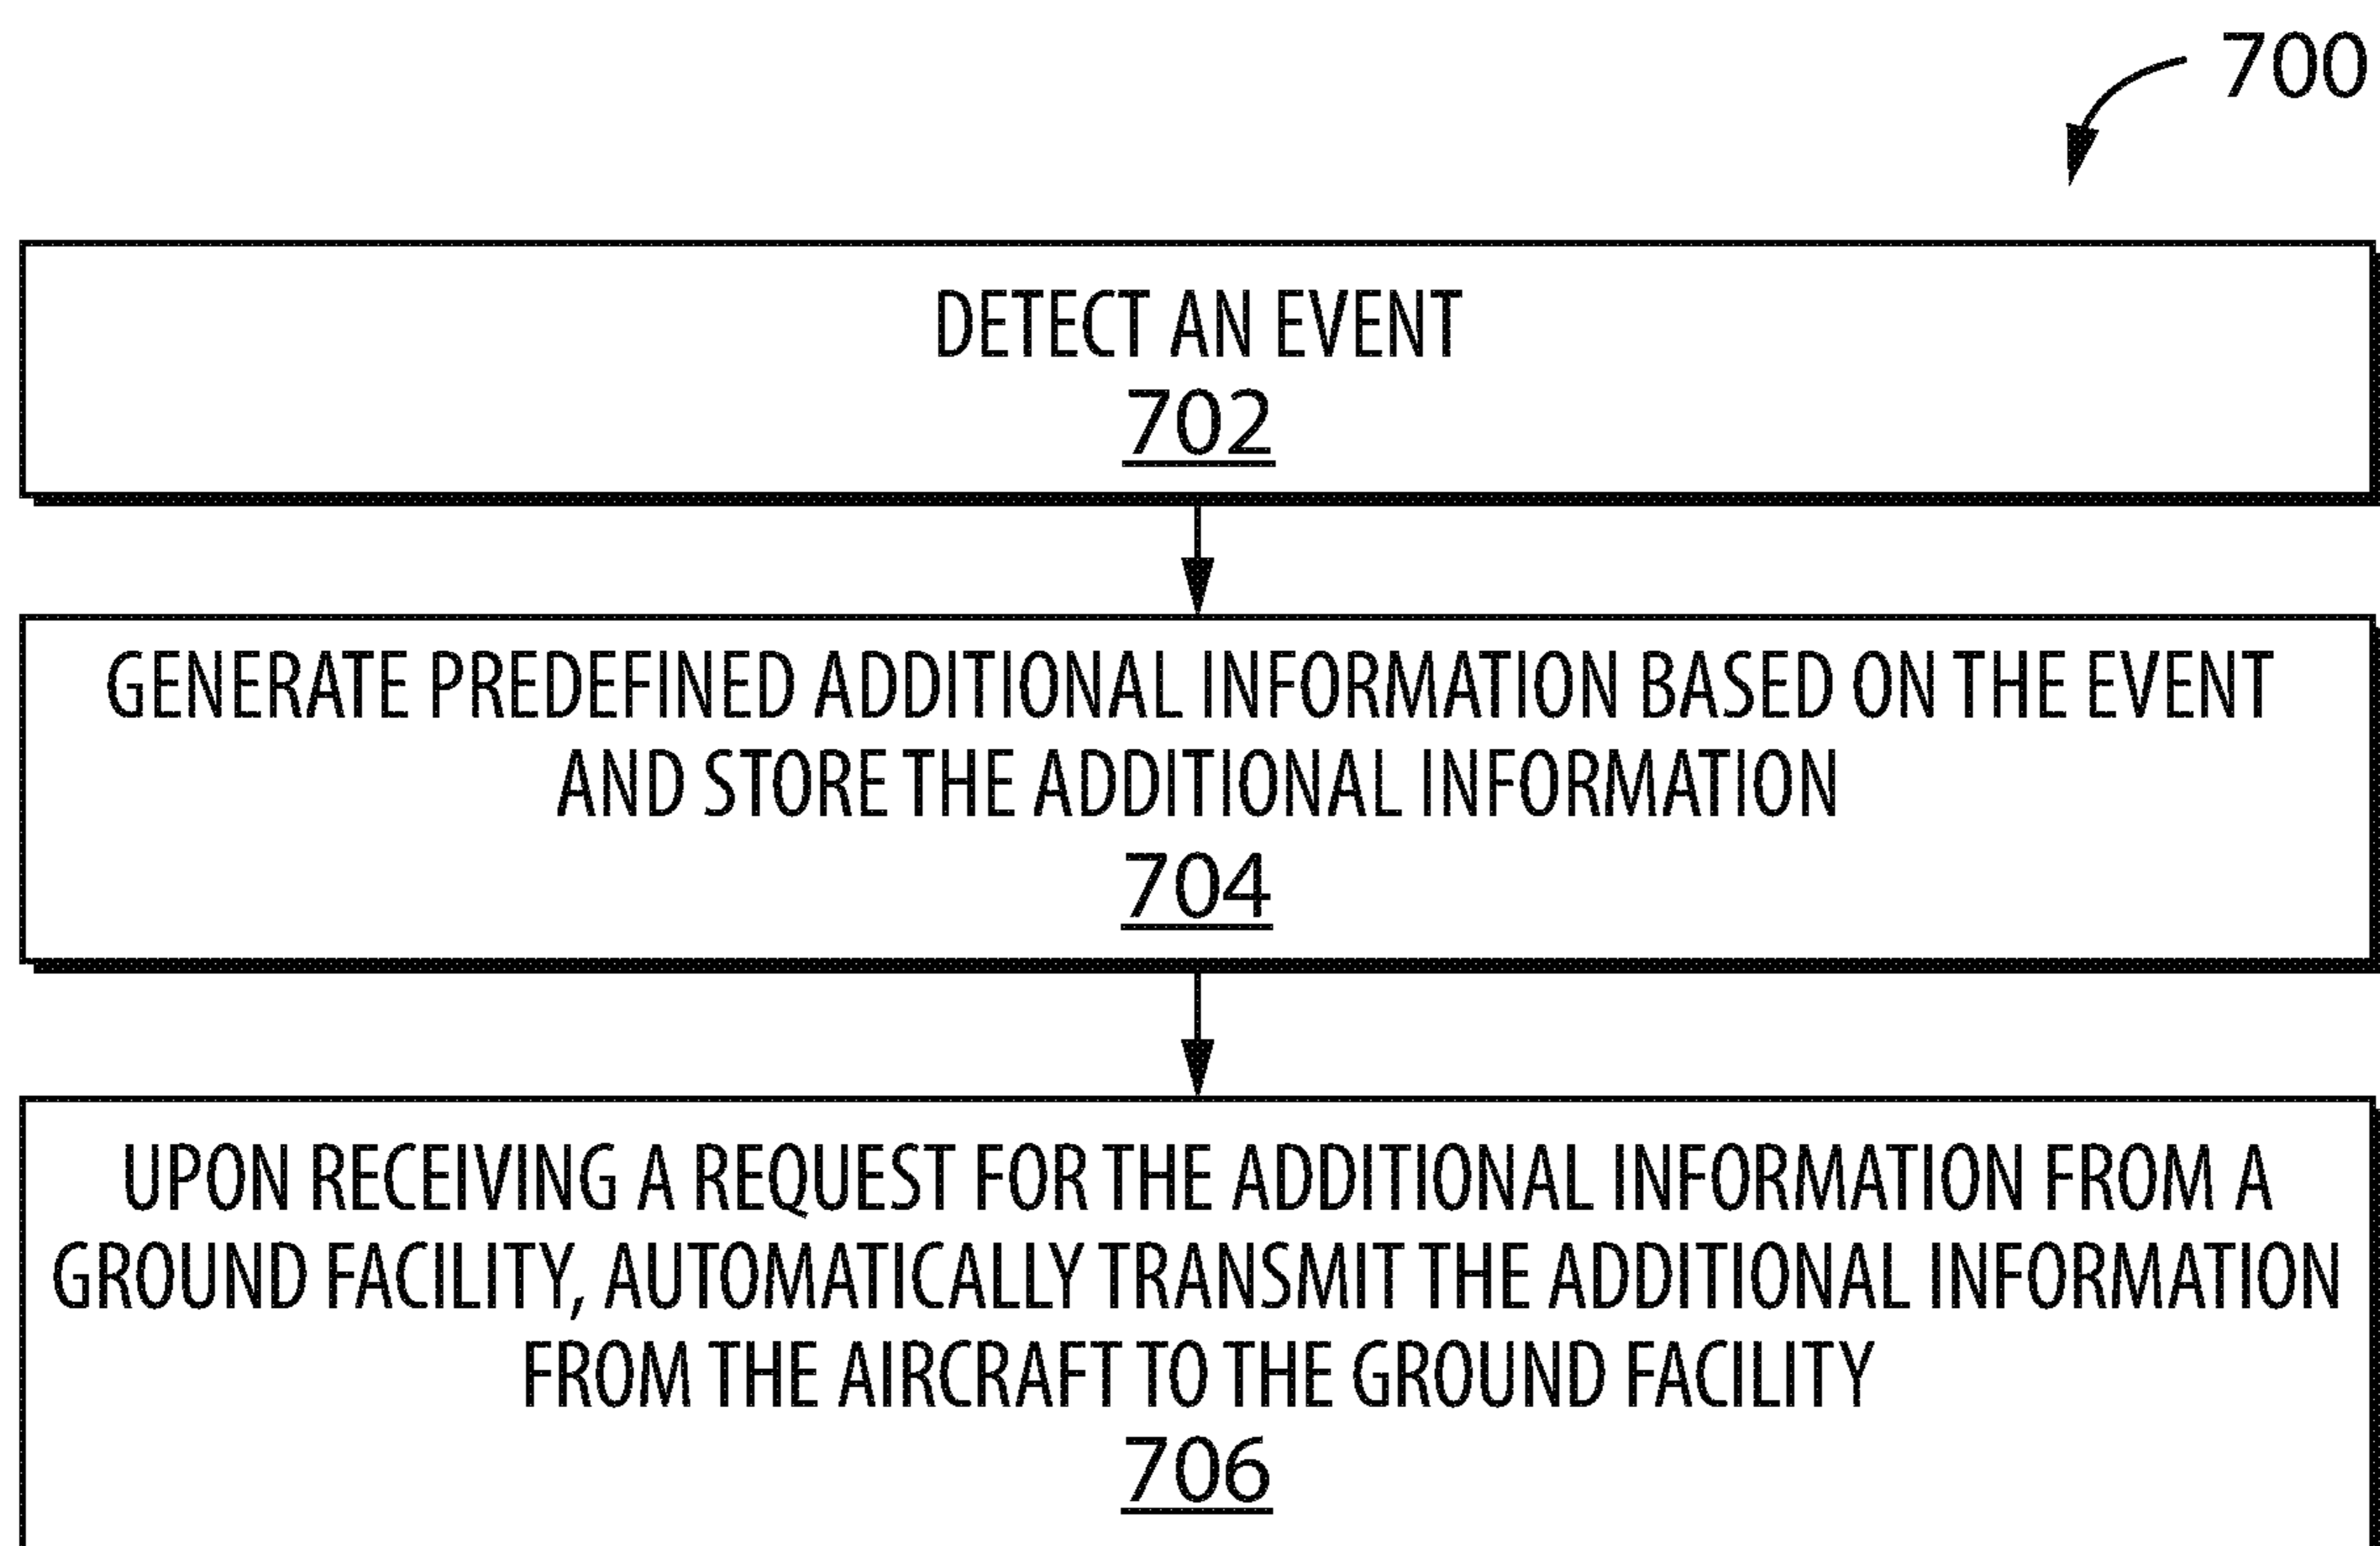 700
DETECT AN EVENT
702
GENERATE PREDEFINED ADDITIONAL INFORMATION BASED ON THE EVENT
AND STORE THE ADDITIONAL INFORMATION
704
UPON RECEIVING A REQUEST FOR THE ADDITIONAL INFORMATION FROM A
GROUND FACILITY, AUTOMATICALLY TRANSMIT THE ADDITIONAL INFORMATION
FROM THE AIRCRAFT TO THE GROUND FACILITY
706